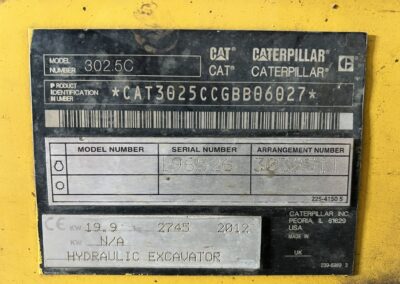 MODEL NUMBER 302.5C CAT CATERPILLAR
CAT CATERPILLAR
PRODUCT IDENTIFICATION NUMBER *CAT3025CCGBB06027*
MODEL NUMBER SERIAL NUMBER ARRANGEMENT NUMBER
225-4150 5
CE KW 19.9 2745 2012
KW N/A
HYDRAULIC EXCAVATOR
CATERPILLAR INC.
PEORIA, IL 61629
USA
MADE IN
UK